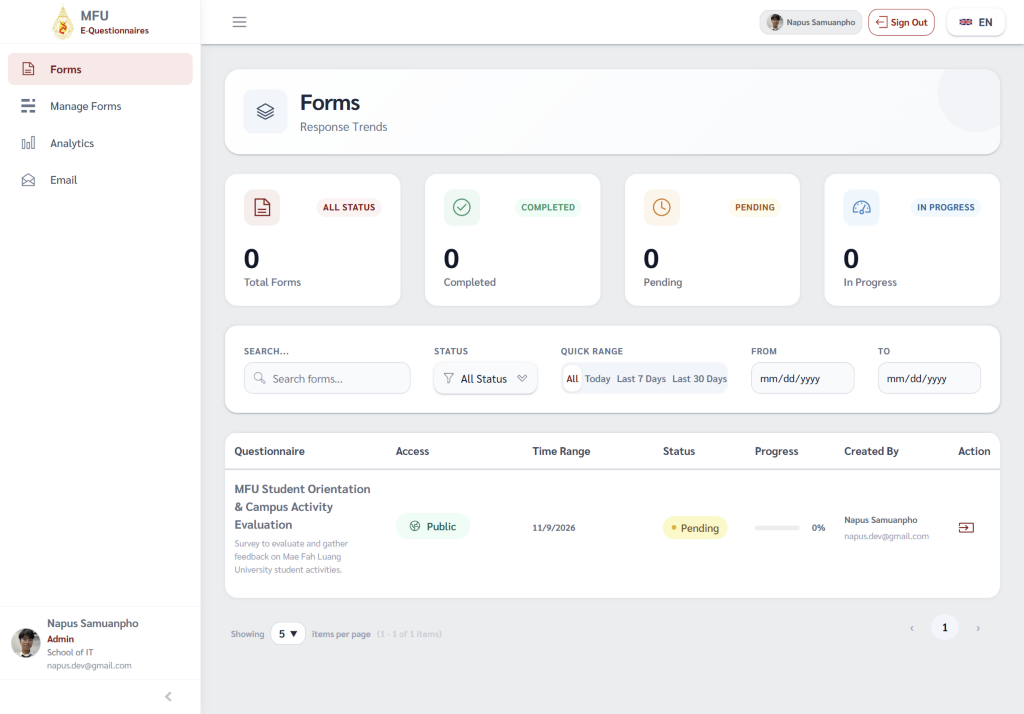 MFU
E-Questionnaires
Napus Samuanpho
Sign Out
EN
Forms
Manage Forms
Analytics
Email
Forms
Response Trends
ALL STATUS
0
Total Forms
COMPLETED
0
Completed
PENDING
0
Pending
IN PROGRESS
0
In Progress
SEARCH...
Search forms...
STATUS
All Status
QUICK RANGE
All Today Last 7 Days Last 30 Days
FROM
mm/dd/yyyy
TO
mm/dd/yyyy
Questionnaire Access Time Range Status Progress Created By Action
MFU Student Orientation
& Campus Activity
Evaluation
Survey to evaluate and gather
feedback on Mae Fah Luang
University student activities.
Public
11/9/2026
Pending
0%
Napus Samuanpho
napus.dev@gmail.com
Showing 5 items per page (1 - 1 of 1 items)
1
Napus Samuanpho
Admin
School of IT
napus.dev@gmail.com